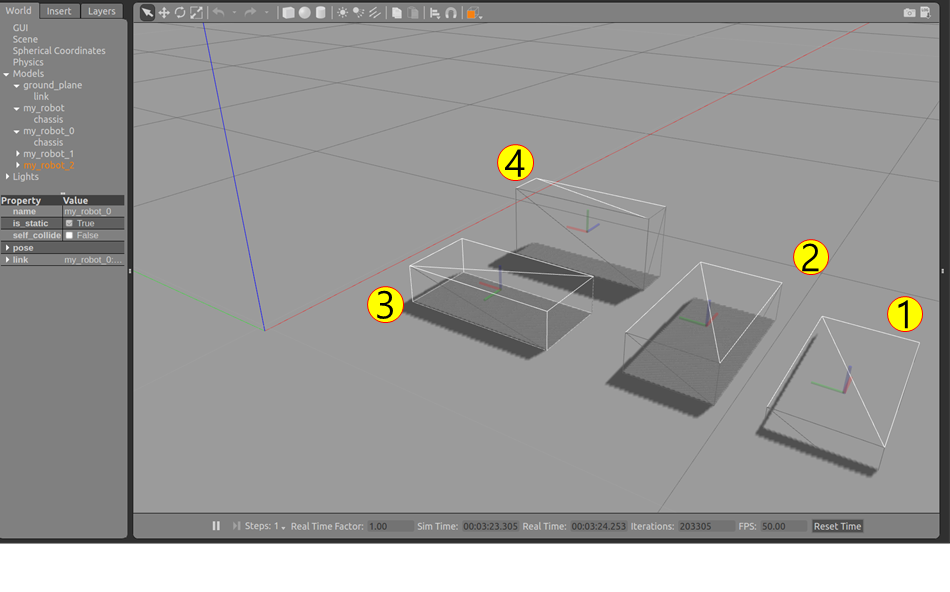 World Insert Layers
GUI
Scene
Spherical Coordinates
Physics
Models
ground_plane
link
my_robot
chassis
my_robot_0
chassis
my_robot_1
my_robot_2
Lights
Property Value
name my_robot_0
is_static True
self_collide False
pose
link my_robot_0:...
4
2
3
1
Steps: 1 Real Time Factor: 1.00 Sim Time: 00:03:23.305 Real Time: 00:03:24.253 Iterations: 203305 FPS: 50.00 Reset Time